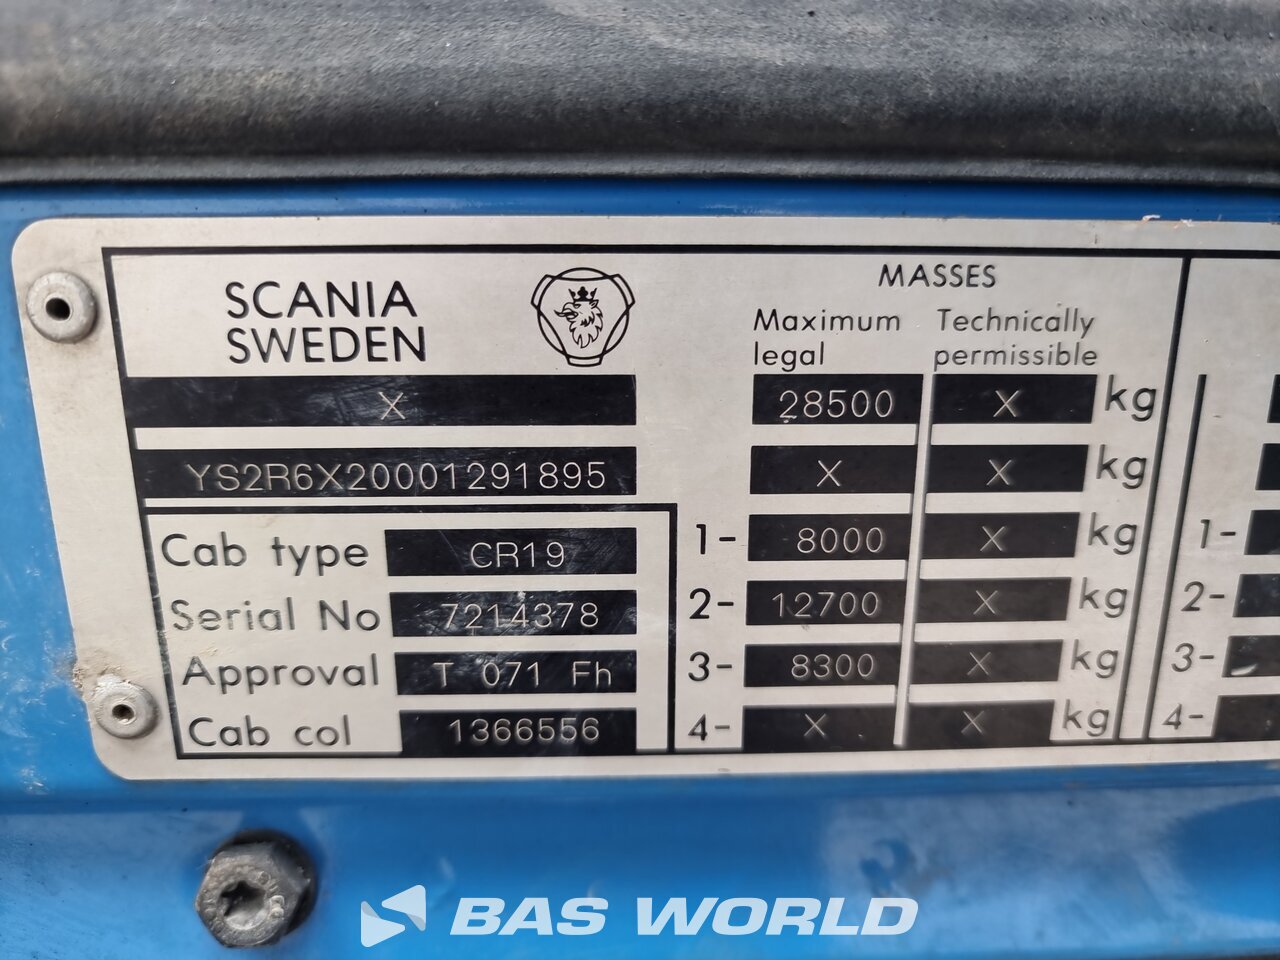 SCANIA
SWEDEN
X
YS2R6X20001291895
Cab type CR19
Serial No 7214378
Approval T 071 Fh
Cab col 1366556
MASSES
Maximum legal Technically permissible
28500 X kg
X X kg
1- 8000 X kg
2- 12700 X kg
3- 8300 X kg
4- X X kg
1-
2-
3-
4-
BAS WORLD